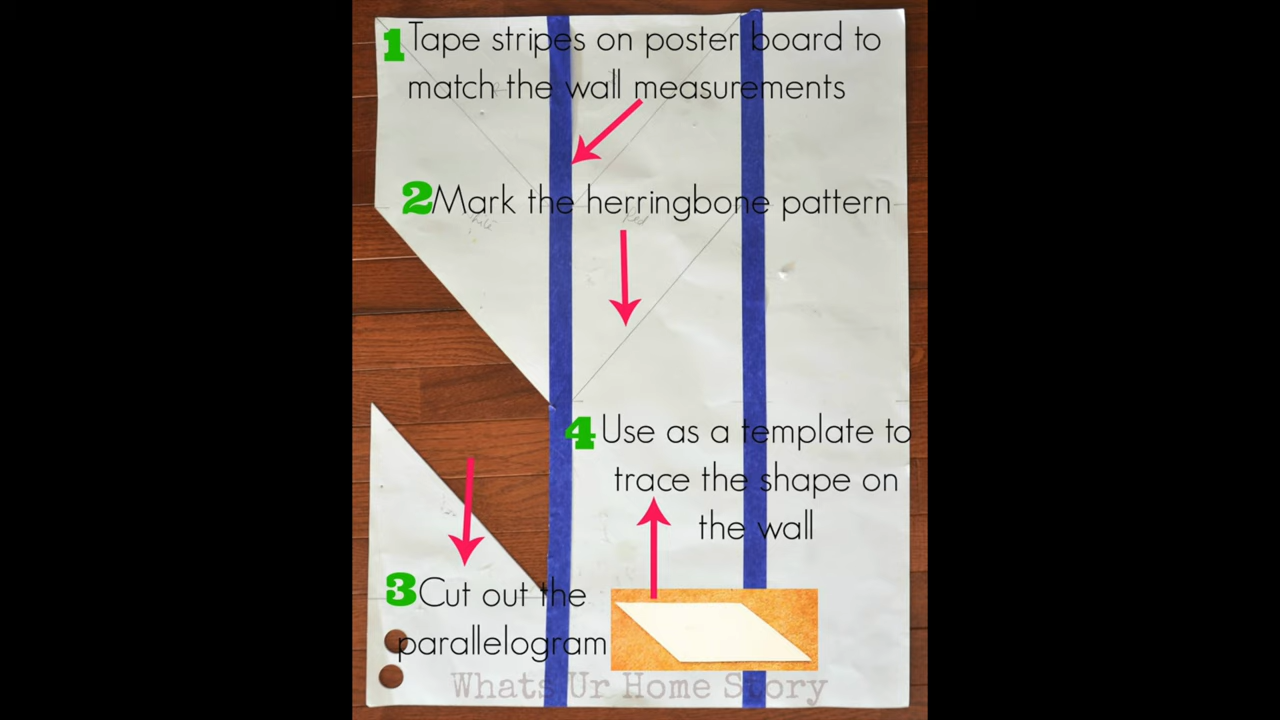 1 Tape stripes on poster board to
match the wall measurements
2 Mark the herringbone pattern
4 Use as a template to
trace the shape on
the wall
3 Cut out the
parallelogram
Whats Ur Home Story